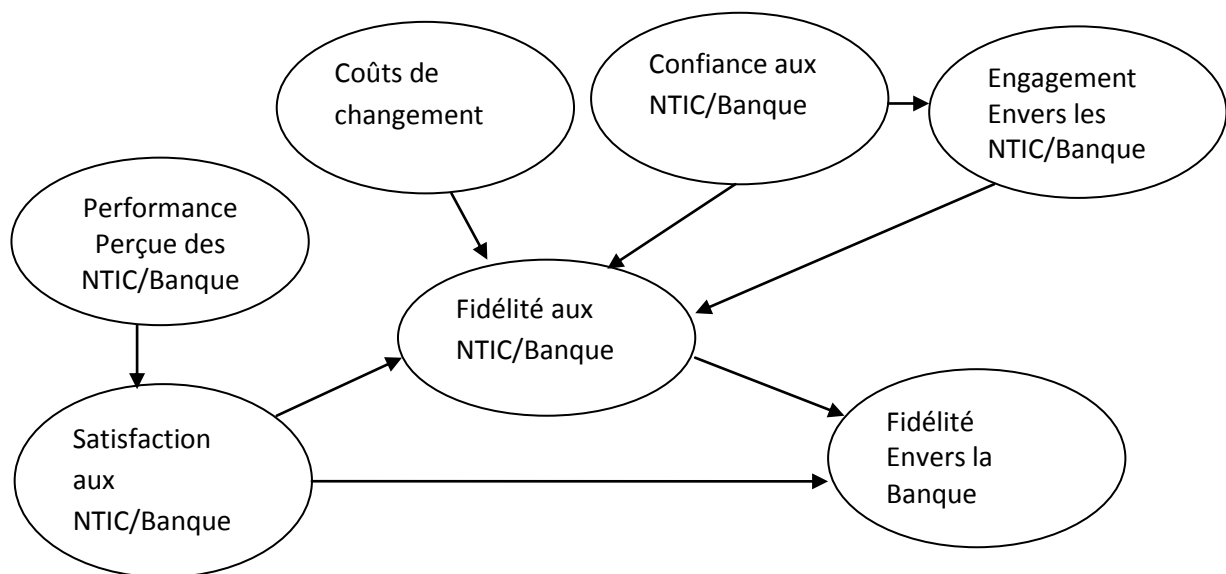 Coûts de
changement
Confiance aux
NTIC/Banque
Engagement
Envers les
NTIC/Banque
Performance
Perçue des
NTIC/Banque
Fidélité aux
NTIC/Banque
Satisfaction
aux
NTIC/Banque
Fidélité
Envers la
Banque